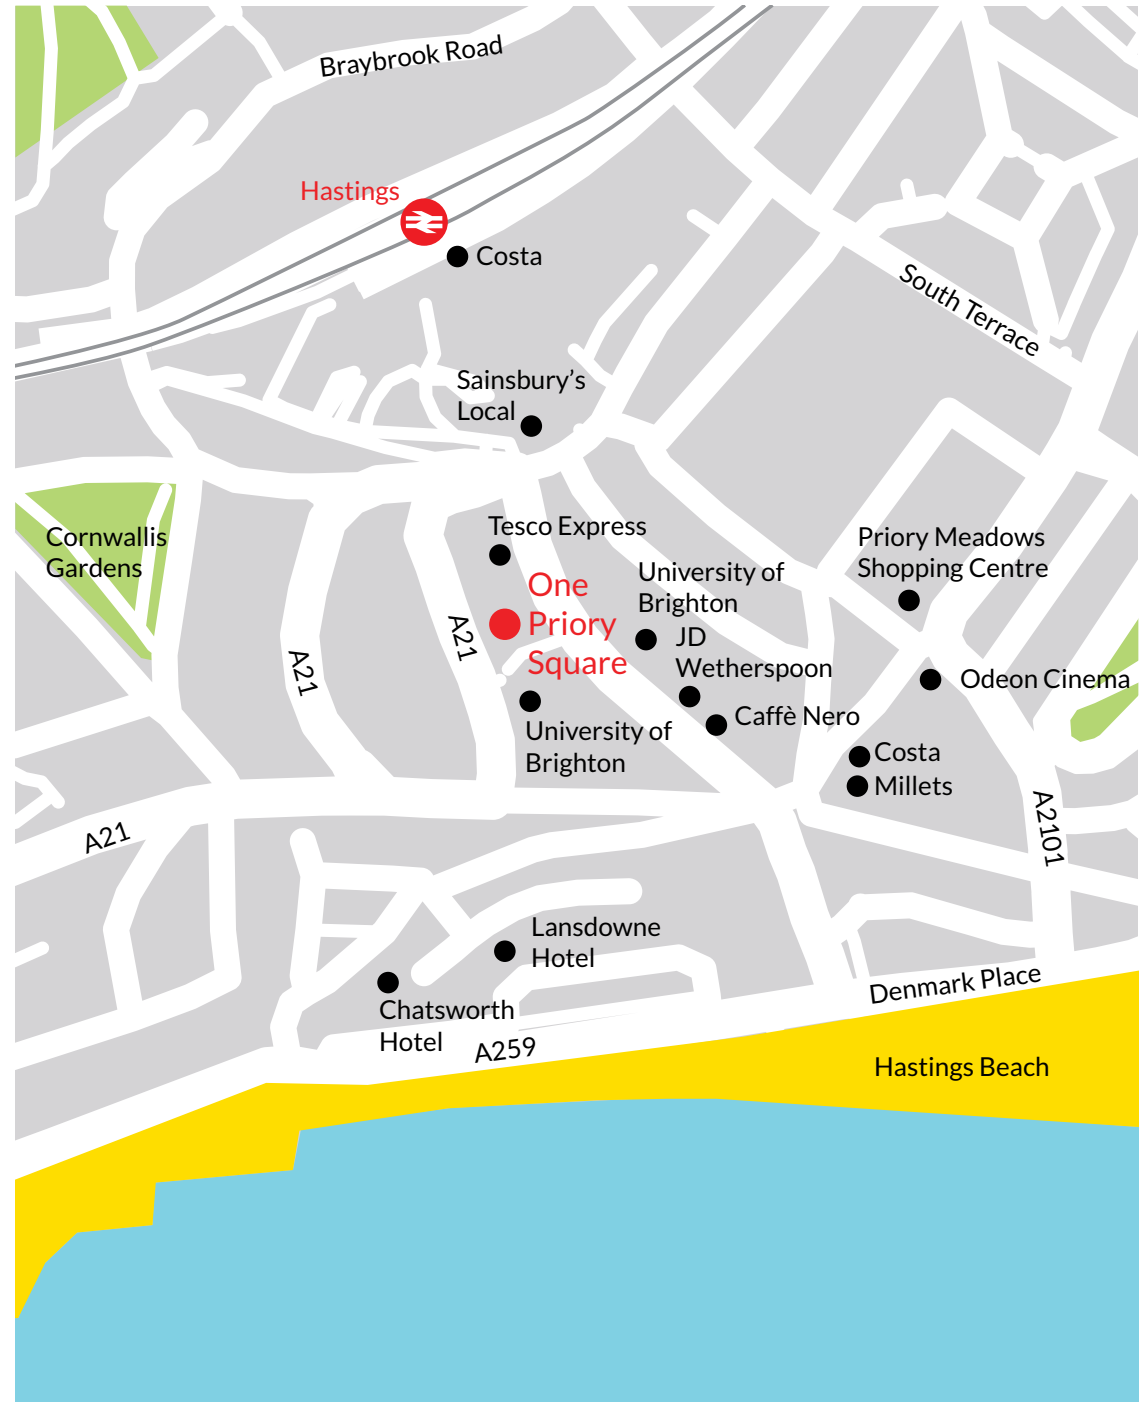 Braybrook Road
Hastings
Costa
South Terrace
Sainsbury's
Local
Tesco Express
Cornwallis
Gardens
Priory Meadows
Shopping Centre
One
Priory
Square
University of
Brighton
JD
Wetherspoon
A21
A21
Odeon Cinema
Caffè Nero
University of
Brighton
Costa
Millets
A21
A2101
Lansdowne
Hotel
Denmark Place
Chatsworth
Hotel
A259
Hastings Beach